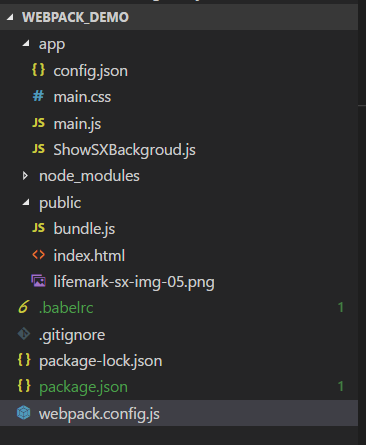 WEBPACK_DEMO
app
{ } config.json
# main.css
JS main.js
JS ShowSXBackgroud.js
node_modules
public
JS bundle.js
<> index.html
lifemark-sx-img-05.png
.babelrc 1
.gitignore
{ } package-lock.json
{ } package.json 1
webpack.config.js